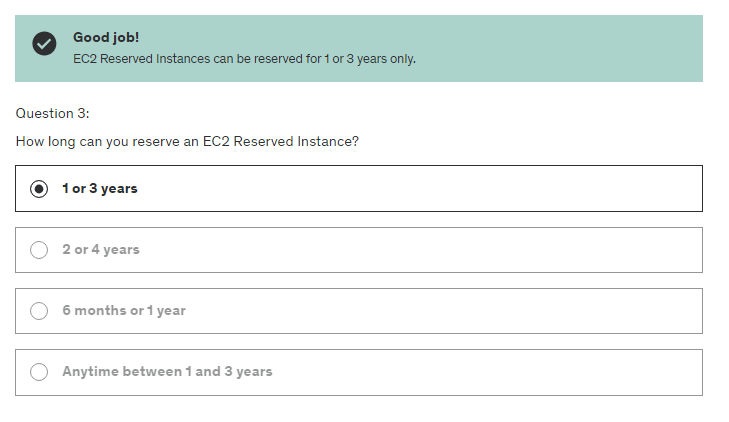 Good job!
EC2 Reserved Instances can be reserved for 1 or 3 years only.
Question 3:
How long can you reserve an EC2 Reserved Instance?
1 or 3 years
2 or 4 years
6 months or 1 year
Anytime between 1 and 3 years